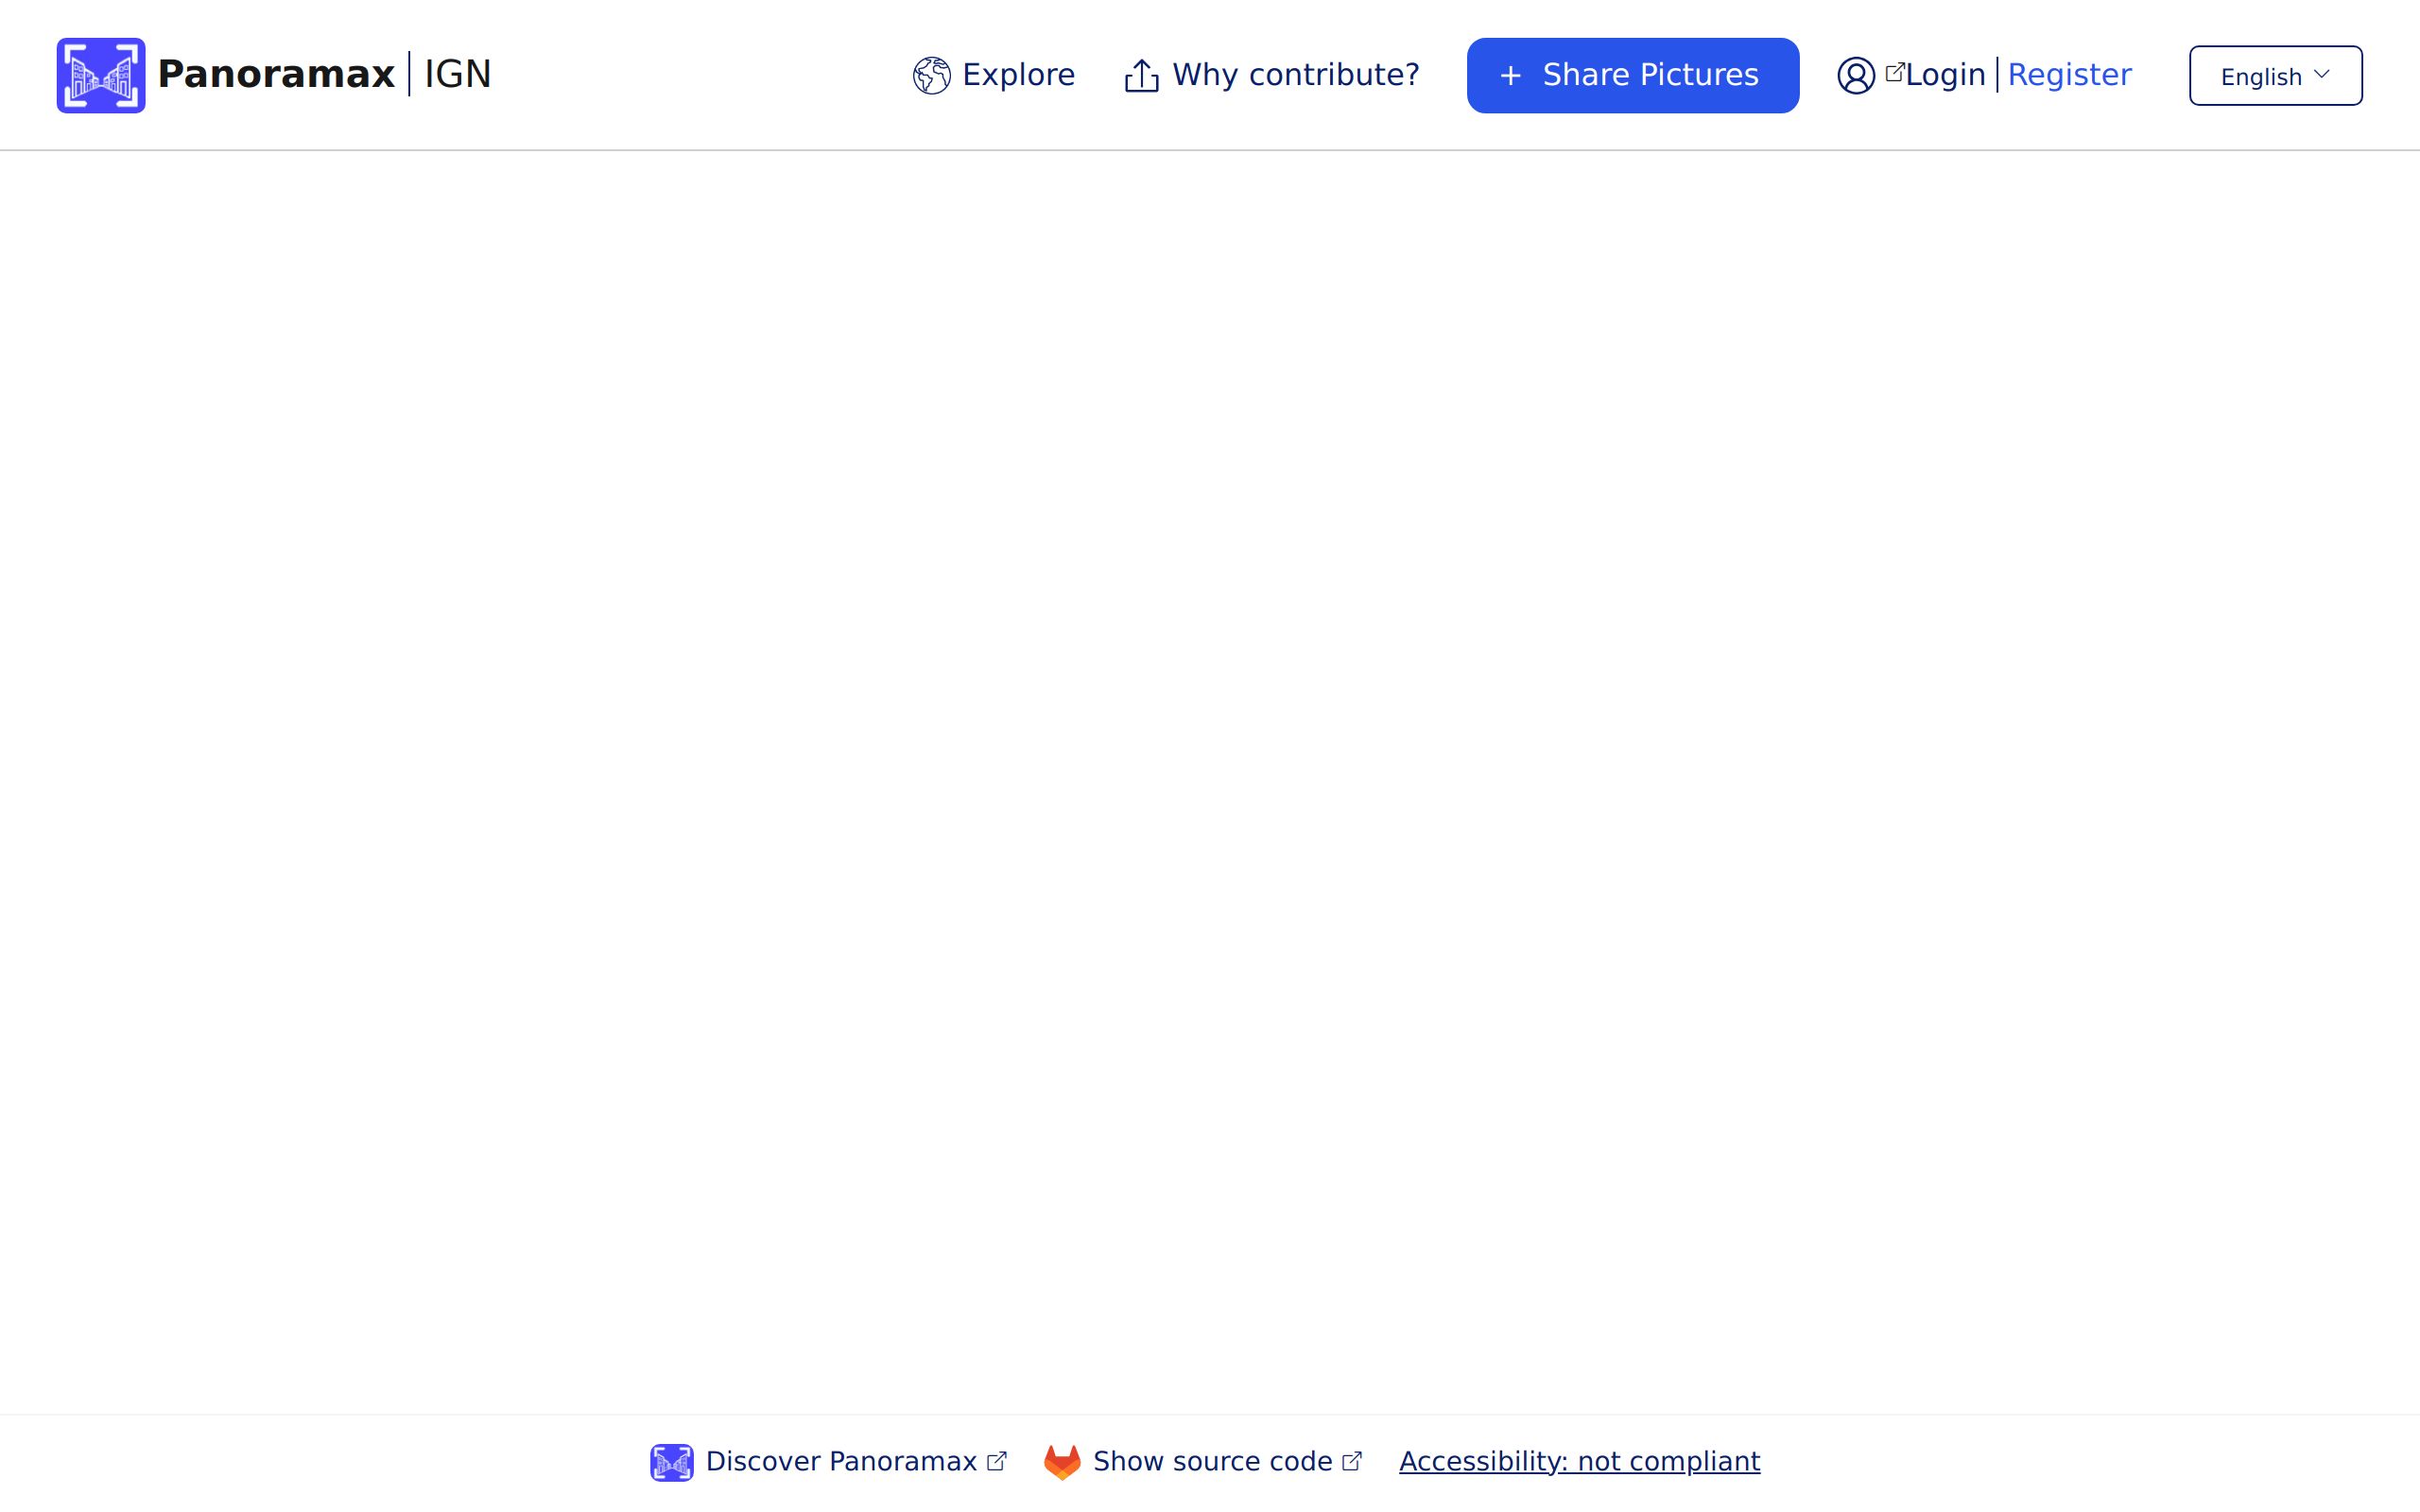 Panoramax | IGN
Explore
Why contribute?
+ Share Pictures
Login | Register
English
Discover Panoramax
Show source code
Accessibility: not compliant